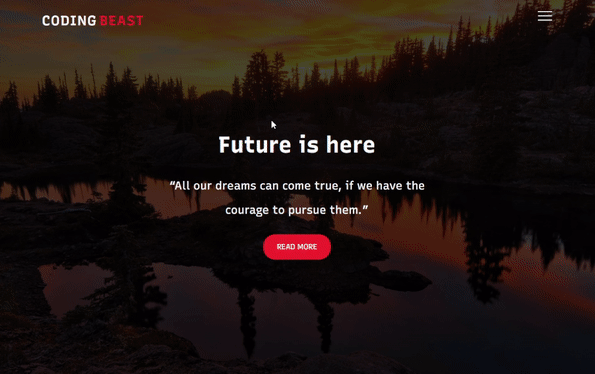 CODING BEAST
Future is here
“All our dreams can come true, if we have the
courage to pursue them.”
READ MORE